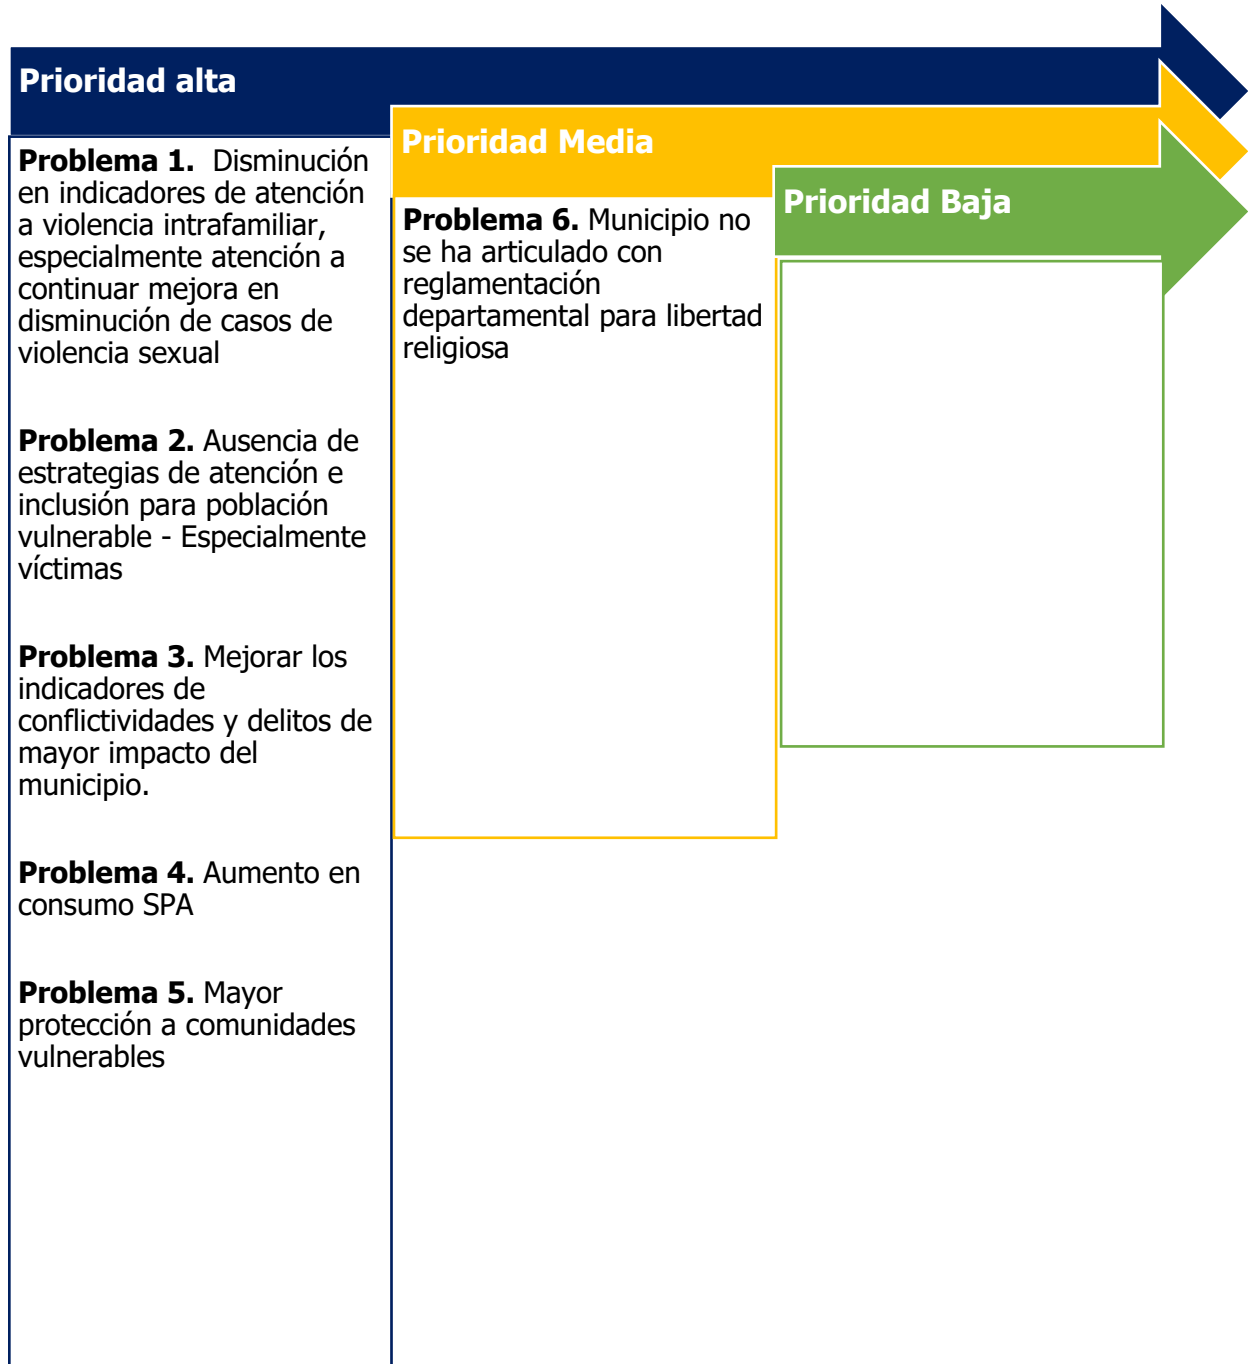 Prioridad alta
Problema 1.  Disminución
en indicadores de atención
a violencia intrafamiliar,
especialmente atención a
continuar mejora en
disminución de casos de
violencia sexual
Problema 2. Ausencia de
estrategias de atención e
inclusión para población
vulnerable - Especialmente
víctimas
Problema 3. Mejorar los
indicadores de
conflictividades y delitos de
mayor impacto del
municipio.
Problema 4. Aumento en
consumo SPA
Problema 5. Mayor
protección a comunidades
vulnerables
Prioridad Media
Problema 6. Municipio no
se ha articulado con
reglamentación
departamental para libertad
religiosa
Prioridad Baja